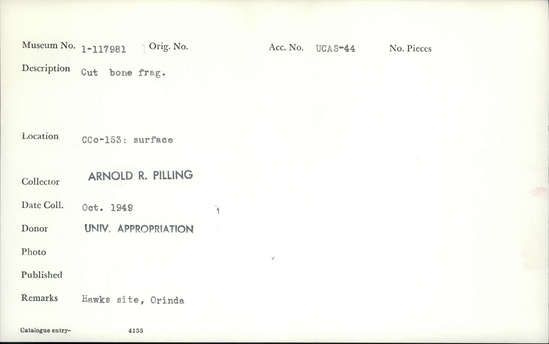 Museum No. 1-117981 Orig. No. Acc. No. UCAS-44 No. Pieces
Description Cut bone frag.
Location CCo-153: surface
Collector ARNOLD R. PILLING
Date Coll. Oct. 1949
Donor UNIV. APPROPRIATION
Photo
Published
Remarks Hawks site, Orinda
Catalogue entry- 4155